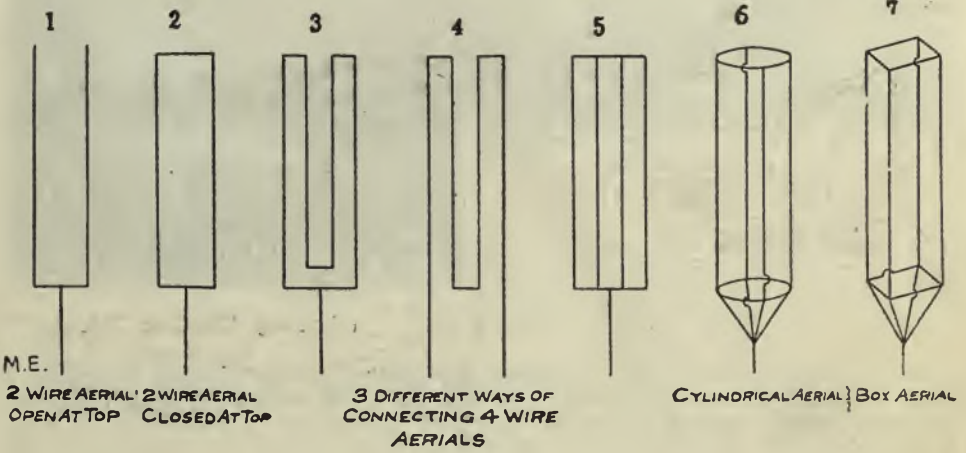 1 2 3 4 5 6 7
M.E.
2 WIRE AERIAL
OPEN AT TOP
2 WIRE AERIAL
CLOSED AT TOP
3 DIFFERENT WAYS OF
CONNECTING 4 WIRE
AERIALS
CYLINDRICAL AERIAL } BOX AERIAL